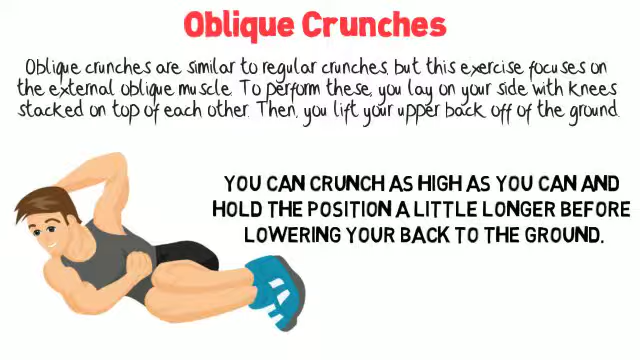 Oblique Crunches
Oblique crunches are similar to regular crunches, but this exercise focuses on
the external oblique muscle. To perform these, you lay on your side with knees
stacked on top of each other. Then, you lift your upper back off of the ground.
YOU CAN CRUNCH AS HIGH AS YOU CAN AND
HOLD THE POSITION A LITTLE LONGER BEFORE
LOWERING YOUR BACK TO THE GROUND.